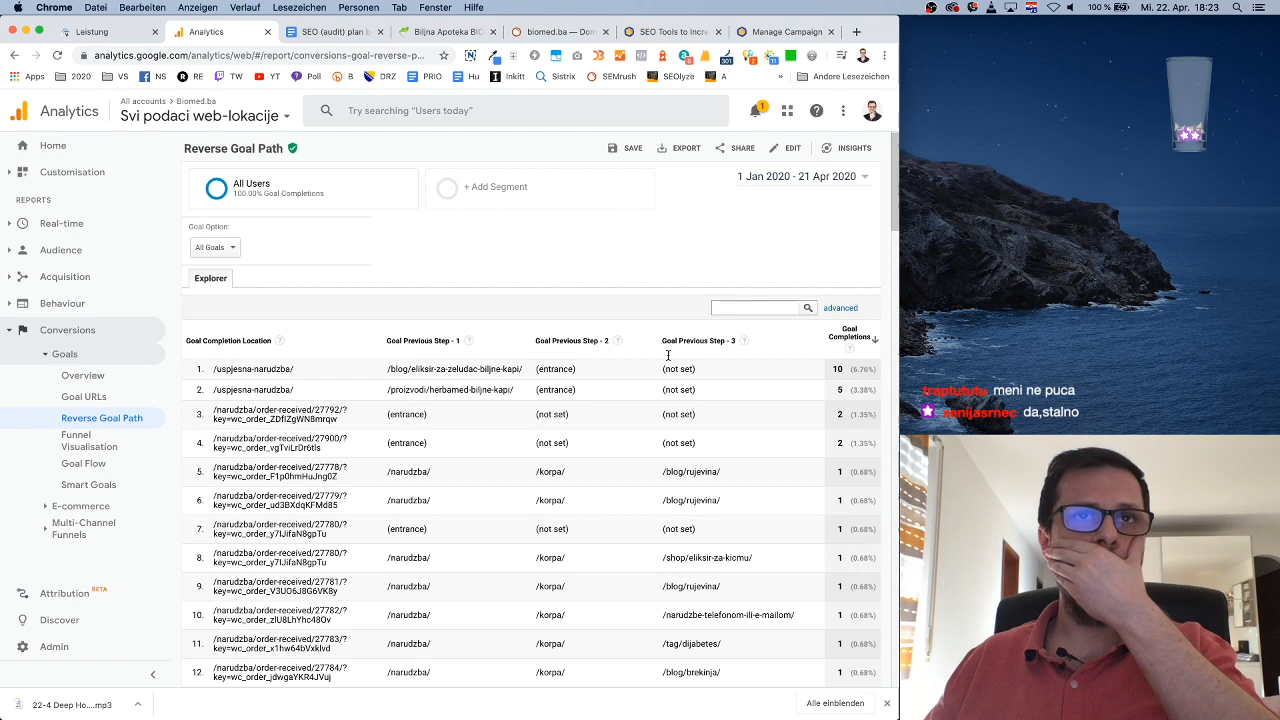 Chrome Datei Bearbeiten Verlauf Lesezeichen Personen Tab Fenster Hilfe
100 % Mi. 22. Apr. 18:23
Leistung
Analytics
SEO (audit) plan b
Biljna Apoteka BIO
biomed.ba — Dom
SEO Tools to Incre
Manage Campaign
analytics.google.com/analytics/web/#/report/conversions-goal-reverse-p...
Apps 2020 VS NS RE TW# Poll B DRZ PRIO Hu Inkitt Sistrix SEMrush SEOlyze A. » Andere Lesezeichen
Analytics
All accounts > Biomed.ba
Svi podaci web-lokacije
Try searching “Users today”
1
Home
Customisation
REPORTS
Real-time
Audience
Acquisition
Behaviour
Conversions
Goals
Overview
Goal URLs
Reverse Goal Path
Funnel
Visualisation
Goal Flow
Smart Goals
E-commerce
Multi-Channel
Funnels
Attribution BETA
Discover
Admin
Reverse Goal Path
SAVE EXPORT SHARE EDIT INSIGHTS
All Users
100.00% Goal Completions
+ Add Segment
1 Jan 2020 - 21 Apr 2020
Goal Option:
All Goals
Explorer
advanced
Goal Completion Location Goal Previous Step - 1 Goal Previous Step - 2 Goal Previous Step - 3 Goal Completions
1. /uspjesna-narudzba/ /blog/eliksir-za-zeludac-biljne-kapi/ (entrance) (not set) 10 (6.76%)
2. /uspjesna-narudzba/ /proizvodi/herbamed-biljne-kapi/ (entrance) (not set) 5 (3.38%)
3. /narudzba/order-received/27792/? (entrance) (not set) (not set) 2 (1.35%)
4. /narudzba/order-received/27900/? (entrance) (not set) (not set) 2 (1.35%)
key=wc_order_vgTviLrDr6tls
5. /narudzba/order-received/27778/? /narudzba/ /korpa/ /blog/rujevina/ 1 (0.68%)
key=wc_order_F1p0hmHuJng0Z
6. /narudzba/order-received/27779/? /narudzba/ /korpa/ /blog/rujevina/ 1 (0.68%)
key=wc_order_ud3BXdqKFMd85
7. /narudzba/order-received/27780/? (entrance) (not set) (not set) 1 (0.68%)
key=wc_order_y7IJifaN8gpTu
8. /narudzba/order-received/27780/? /narudzba/ /korpa/ /shop/eliksir-za-kicmu/ 1 (0.68%)
key=wc_order_y7IJifaN8gpTu
9. /narudzba/order-received/27781/? /narudzba/ /korpa/ /blog/rujevina/ 1 (0.68%)
key=wc_order_V3UO6J8G6VK8y
10. /narudzba/order-received/27782/? /narudzba/ /korpa/ /narudzbe-telefonom-ili-e-mailom/ 1 (0.68%)
key=wc_order_zlU8LhYhc48Ov
11. /narudzba/order-received/27783/? /narudzba/ /korpa/ /tag/dijabetes/ 1 (0.68%)
key=wc_order_x1hw64bVxkIvd
12. /narudzba/order-received/27784/? /narudzba/ /korpa/ /blog/brekinja/ 1 (0.68%)
key=wc_order_jdwgaYKR4JVuj
22-4 Deep Ho....mp3
Alle einblenden
traptututu meni ne puca
xenijasrnec da,stalno